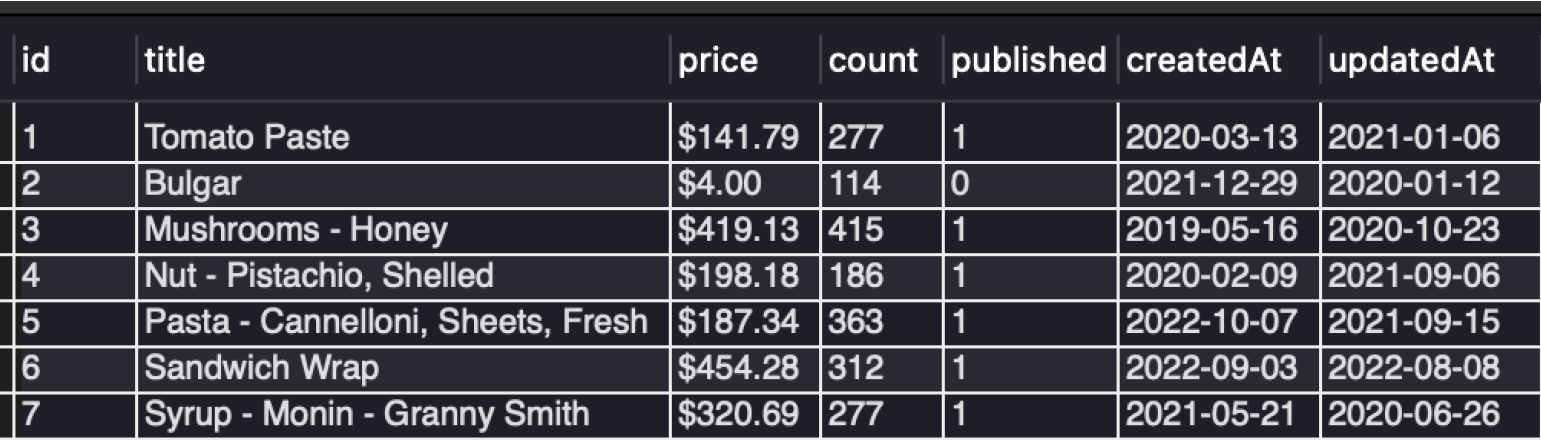 id title price count published createdAt updatedAt
1 Tomato Paste $141.79 277 1 2020-03-13 2021-01-06
2 Bulgar $4.00 114 0 2021-12-29 2020-01-12
3 Mushrooms - Honey $419.13 415 1 2019-05-16 2020-10-23
4 Nut - Pistachio, Shelled $198.18 186 1 2020-02-09 2021-09-06
5 Pasta - Cannelloni, Sheets, Fresh $187.34 363 1 2022-10-07 2021-09-15
6 Sandwich Wrap $454.28 312 1 2022-09-03 2022-08-08
7 Syrup - Monin - Granny Smith $320.69 277 1 2021-05-21 2020-06-26